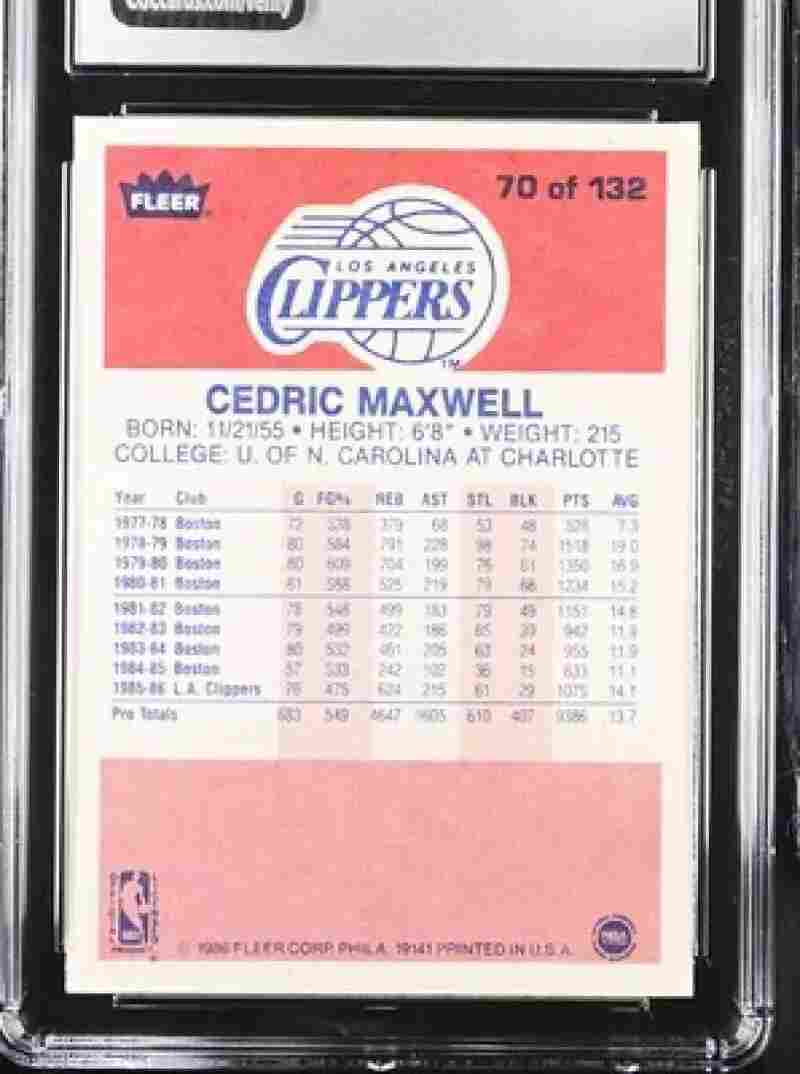 cgccards.com/verify
FLEER
70 of 132
LOS ANGELES
CLIPPERS
TM
CEDRIC MAXWELL
BORN: 11/21/55 • HEIGHT: 6'8" • WEIGHT: 215
COLLEGE: U. OF N. CAROLINA AT CHARLOTTE
Year Club G FG% REB AST STL BLK PTS AVG
1977-78 Boston 72 538 379 68 53 48 528 7.3
1978-79 Boston 80 584 791 228 98 74 1518 19.0
1979-80 Boston 80 609 704 199 76 61 1350 16.9
1980-81 Boston 81 588 525 219 79 68 1234 15.2
1981-82 Boston 78 548 499 183 79 49 1151 14.8
1982-83 Boston 79 499 422 186 65 39 942 11.9
1983-84 Boston 80 532 461 205 63 24 955 11.9
1984-85 Boston 57 533 242 102 36 15 633 11.1
1985-86 L.A. Clippers 76 475 624 215 61 29 1075 14.1
Pro Totals 683 549 4647 1605 610 407 9386 13.7
© 1986 FLEER CORP. PHILA. 19141 PRINTED IN U.S.A.